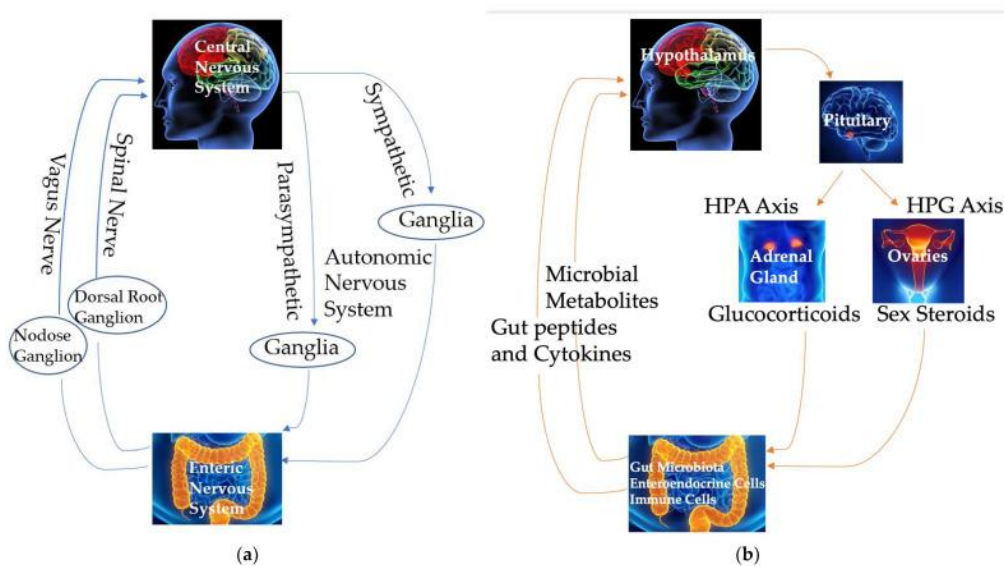 Central
Nervous
System
Vagus Nerve
Spinal Nerve
Parasympathetic
Sympathetic
Ganglia
Autonomic
Nervous
System
Dorsal Root
Ganglion
Nodose
Ganglion
Ganglia
Enteric
Nervous
System
(a)
Hypothalamus
Pituitary
HPA Axis
HPG Axis
Adrenal
Gland
Ovaries
Glucocorticoids
Sex Steroids
Microbial
Metabolites
Gut peptides
and Cytokines
Gut Microbiota
Enteroendocrine Cells
Immune Cells
(b)